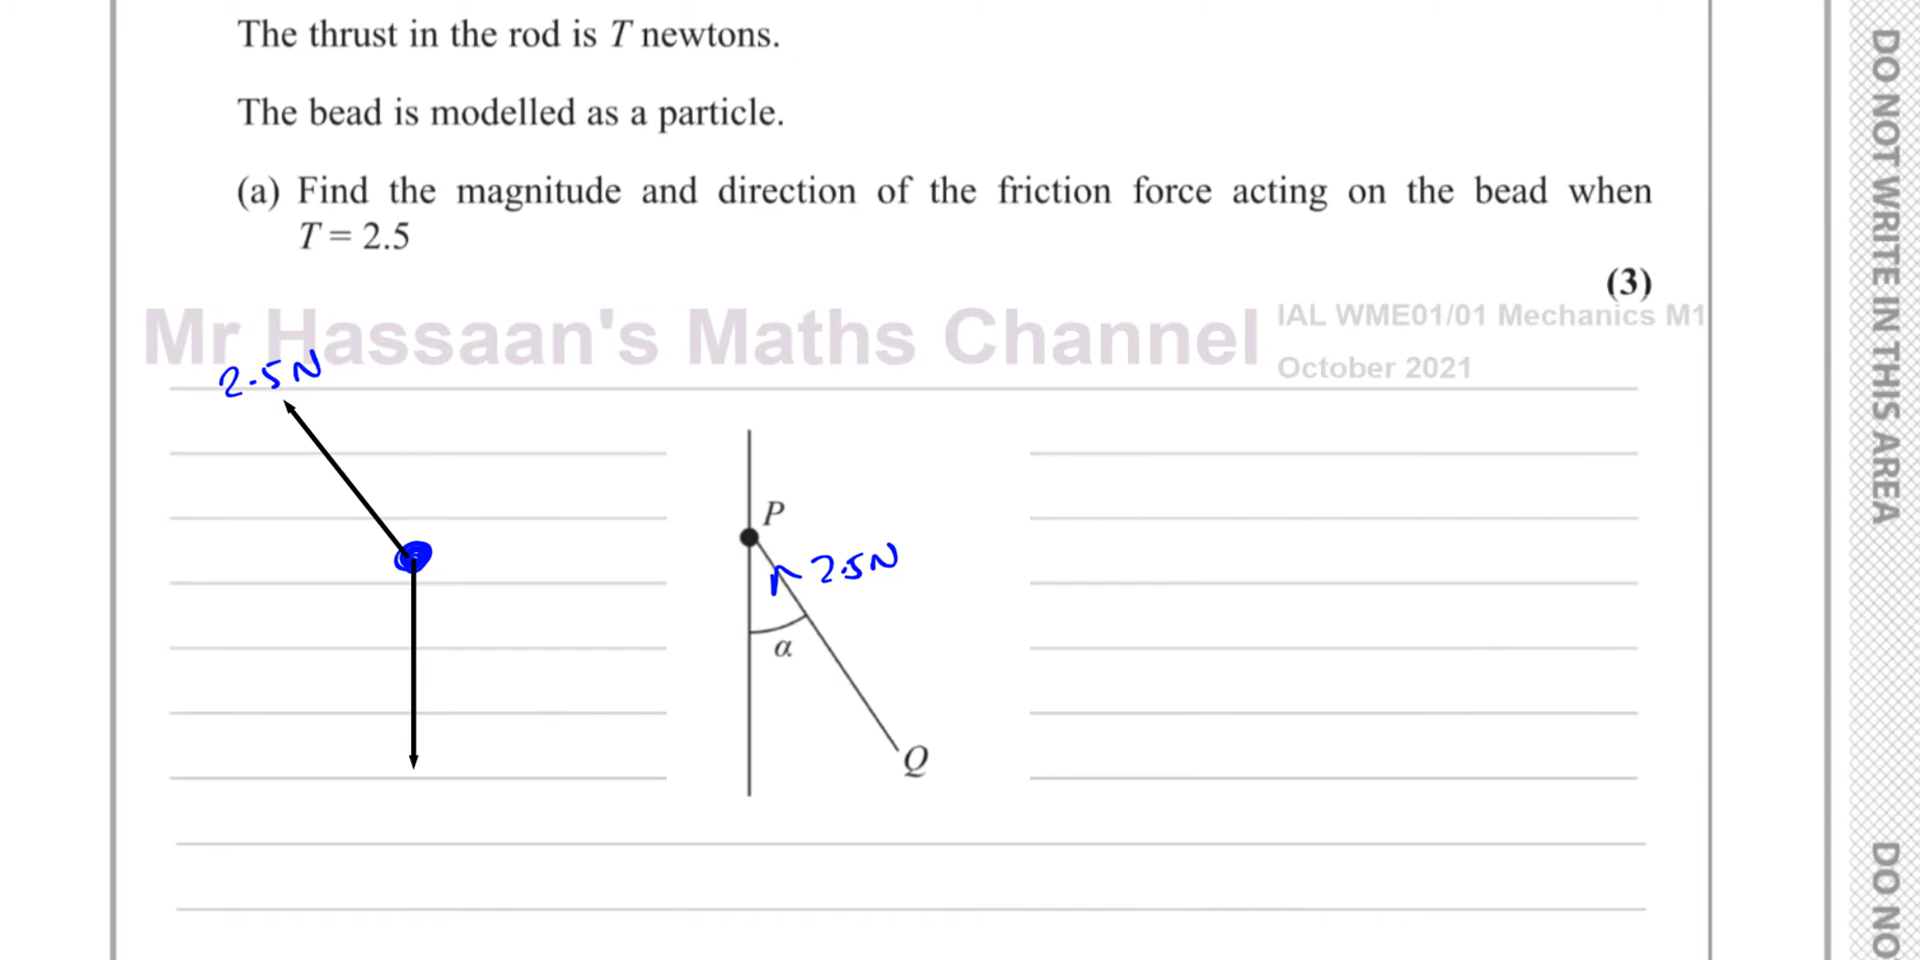 The thrust in the rod is T newtons.
The bead is modelled as a particle.
(a) Find the magnitude and direction of the friction force acting on the bead when
T = 2.5
(3)
Mr Hassaan's Maths Channel
IAL WME01/01 Mechanics M1
October 2021
2.5N
P
2.5N
α
Q
DO NOT WRITE IN THIS AREA
DO NO